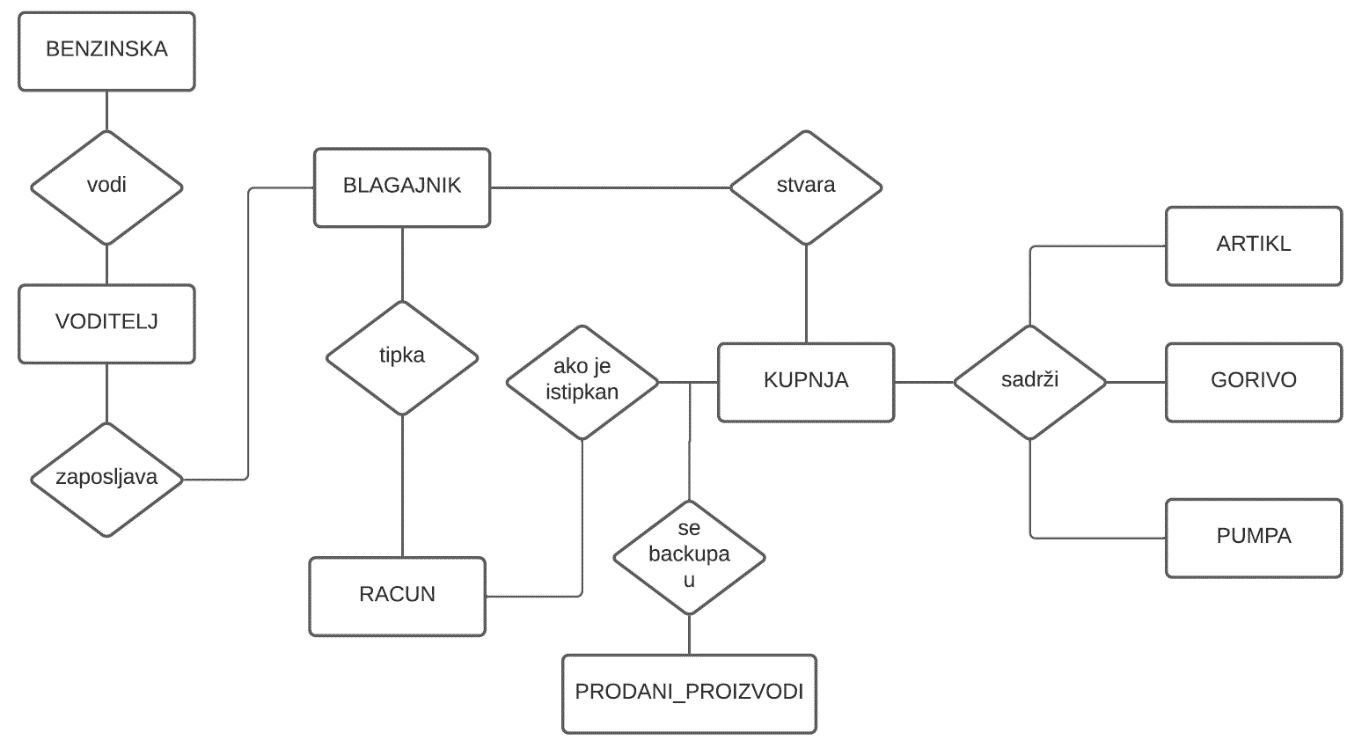 BENZINSKA
vodi
VODITELJ
zaposljava
BLAGAJNIK
tipka
RACUN
stvara
ako je
istipkan
KUPNJA
se
backupa
u
PRODANI_PROIZVODI
sadrži
ARTIKL
GORIVO
PUMPA